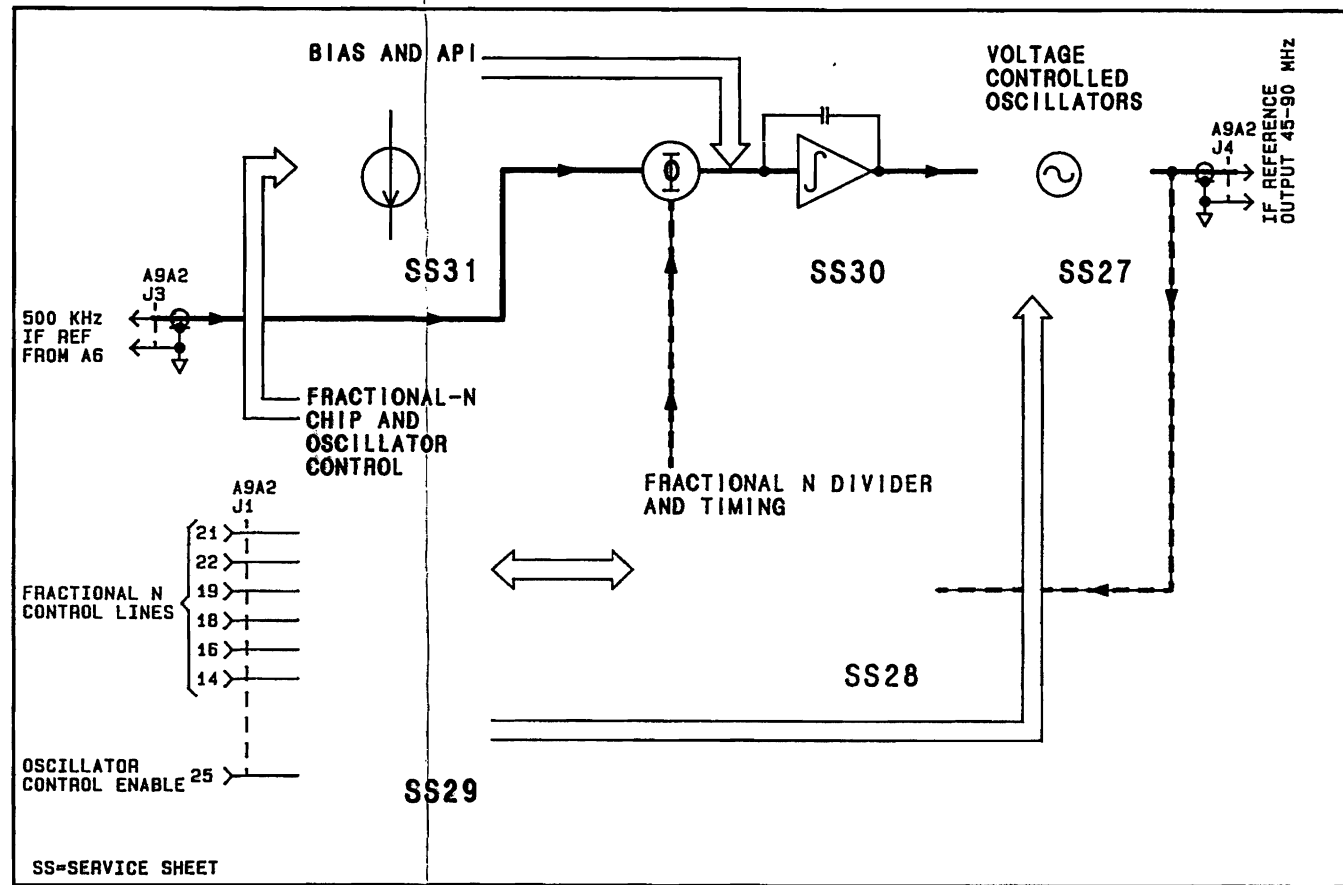 BIAS AND API
VOLTAGE
CONTROLLED
OSCILLATORS
A9A2
J4
IF REFERENCE
OUTPUT 45-90 MHz
SS31
SS30
SS27
A9A2
J3
500 KHz
IF REF
FROM A6
FRACTIONAL-N
CHIP AND
OSCILLATOR
CONTROL
FRACTIONAL N DIVIDER
AND TIMING
A9A2
J1
21
22
19
18
16
14
FRACTIONAL N
CONTROL LINES
SS28
OSCILLATOR
CONTROL ENABLE 25
SS29
SS=SERVICE SHEET